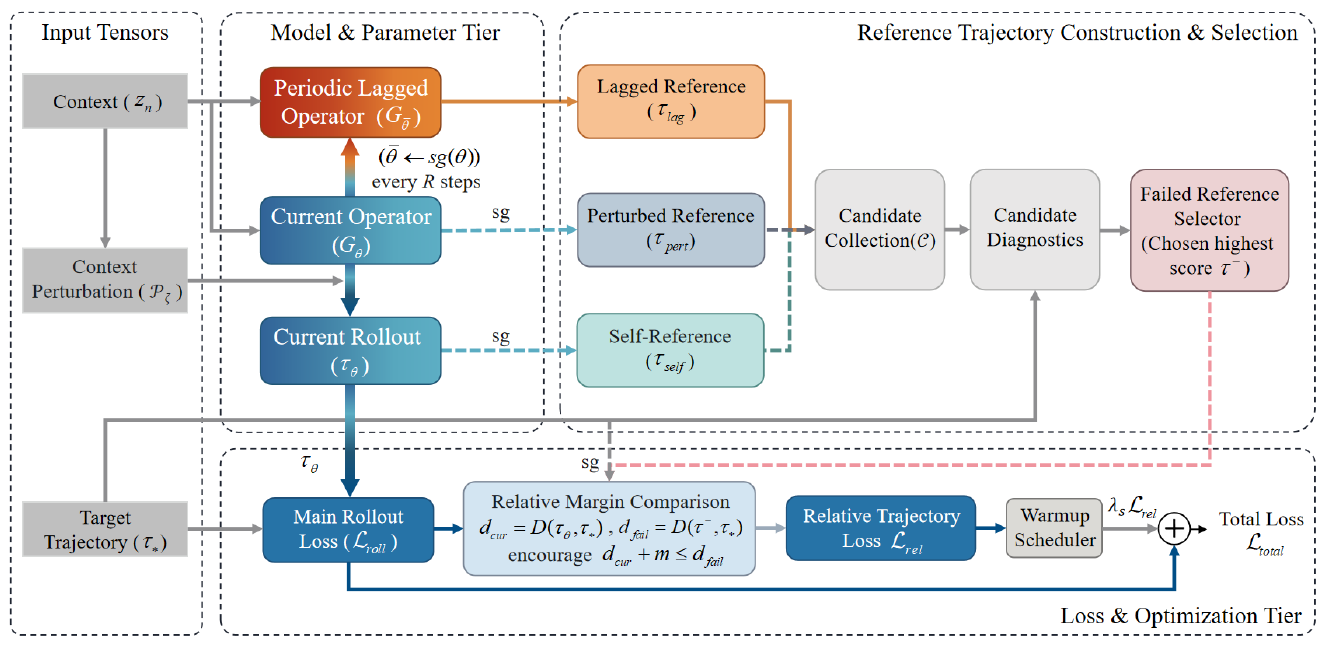 Input Tensors
Context ( z_n )
Context
Perturbation ( 𝒫_ζ )
Target
Trajectory ( τ_* )
Model & Parameter Tier
Periodic Lagged
Operator ( G_θ̄ )
(θ̄ ← sg(θ))
every R steps
Current Operator
( G_θ )
Current Rollout
( τ_θ )
sg
sg
τ_θ
Reference Trajectory Construction & Selection
Lagged Reference
( τ_lag )
Perturbed Reference
( τ_pert )
Self-Reference
( τ_self )
Candidate
Collection(𝒞)
Candidate
Diagnostics
Failed Reference
Selector
(Chosen highest
score τ⁻)
sg
Main Rollout
Loss (ℒ_roll)
Relative Margin Comparison
d_cur = D(τ_θ, τ_*) , d_fail = D(τ⁻, τ_*)
encourage d_cur + m ≤ d_fail
Relative Trajectory
Loss ℒ_rel
Warmup
Scheduler
λ_s ℒ_rel
+
Total Loss
ℒ_total
Loss & Optimization Tier